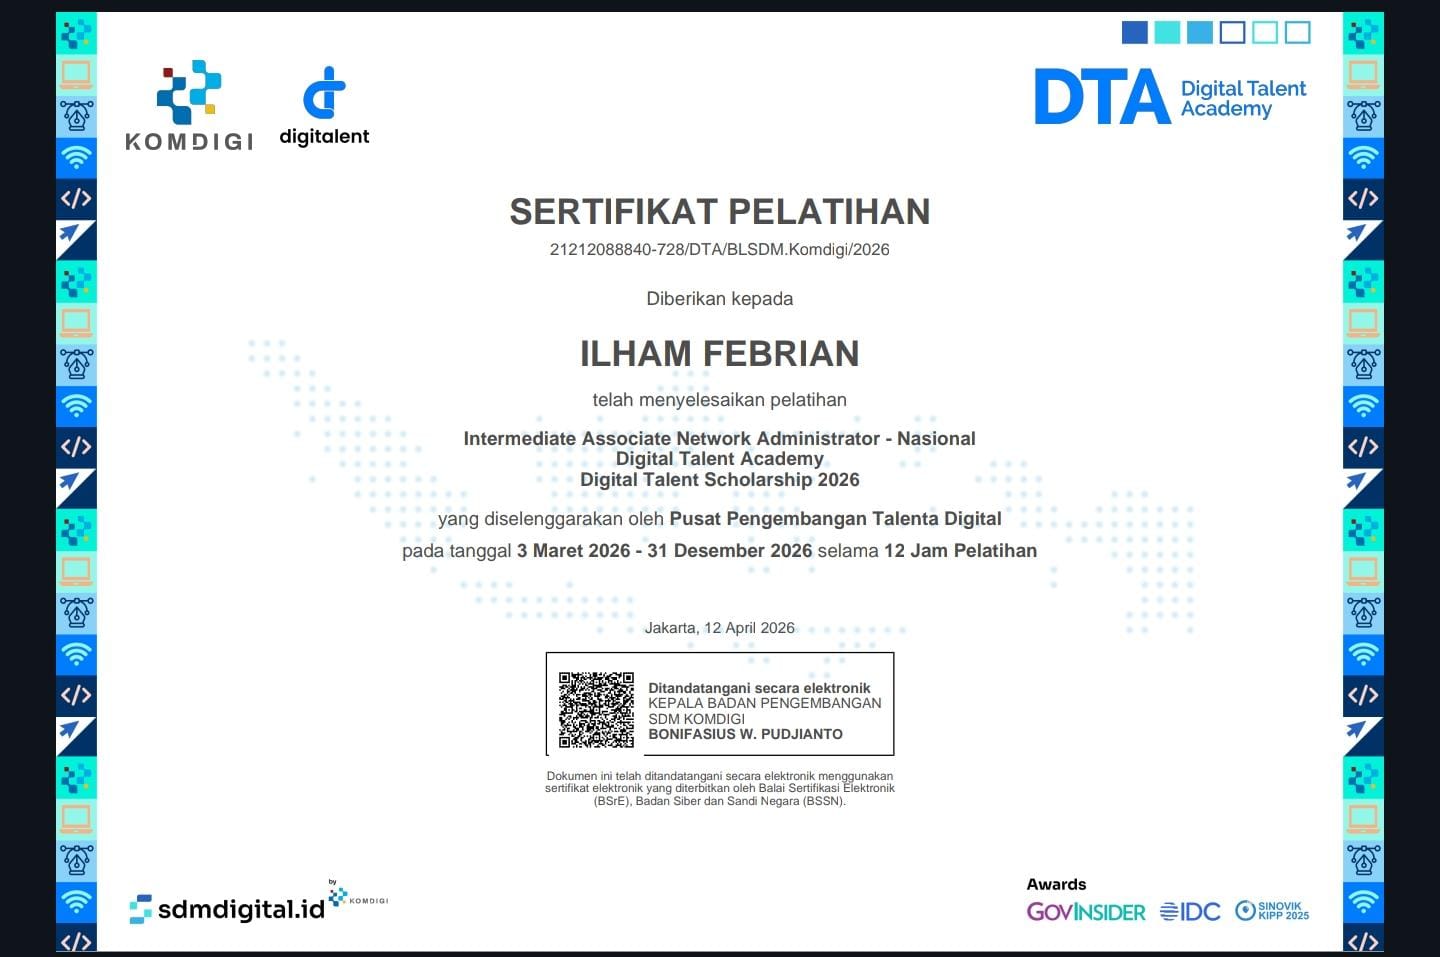 KOMDIGI
digitalent
DTA Digital Talent
Academy
SERTIFIKAT PELATIHAN
21212088840-728/DTA/BLSDM.Komdigi/2026
Diberikan kepada
ILHAM FEBRIAN
telah menyelesaikan pelatihan
Intermediate Associate Network Administrator - Nasional
Digital Talent Academy
Digital Talent Scholarship 2026
yang diselenggarakan oleh Pusat Pengembangan Talenta Digital
pada tanggal 3 Maret 2026 - 31 Desember 2026 selama 12 Jam Pelatihan
Jakarta, 12 April 2026
Ditandatangani secara elektronik
KEPALA BADAN PENGEMBANGAN
SDM KOMDIGI
BONIFASIUS W. PUDJIANTO
Dokumen ini telah ditandatangani secara elektronik menggunakan
sertifikat elektronik yang diterbitkan oleh Balai Sertifikasi Elektronik
(BSrE), Badan Siber dan Sandi Negara (BSSN).
sdmdigital.id by KOMDIGI
Awards
GOVINSIDER IDC SINOVIK
KIPP 2025